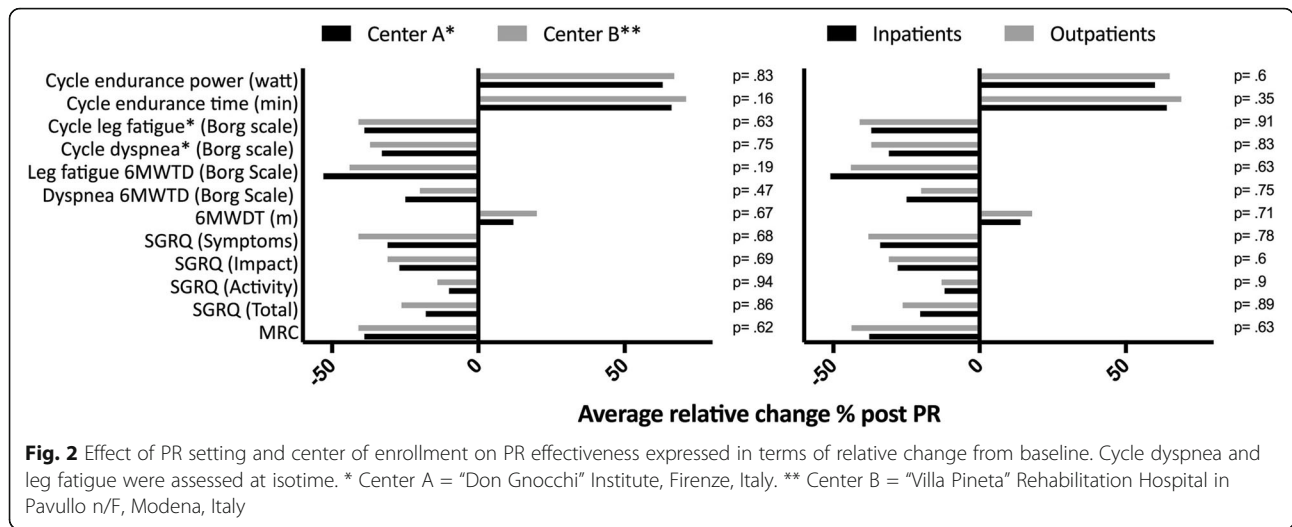 Center A* Center B** Inpatients Outpatients
Cycle endurance power (watt) p= .83 p= .6
Cycle endurance time (min) p= .16 p= .35
Cycle leg fatigue* (Borg scale) p= .63 p= .91
Cycle dyspnea* (Borg scale) p= .75 p= .83
Leg fatigue 6MWTD (Borg Scale) p= .19 p= .63
Dyspnea 6MWTD (Borg Scale) p= .47 p= .75
6MWDT (m) p= .67 p= .71
SGRQ (Symptoms) p= .68 p= .78
SGRQ (Impact) p= .69 p= .6
SGRQ (Activity) p= .94 p= .9
SGRQ (Total) p= .86 p= .89
MRC p= .62 p= .63
-50 0 50 -50 0 50
Average relative change % post PR
Fig. 2 Effect of PR setting and center of enrollment on PR effectiveness expressed in terms of relative change from baseline. Cycle dyspnea and
leg fatigue were assessed at isotime. * Center A = “Don Gnocchi” Institute, Firenze, Italy. ** Center B = “Villa Pineta” Rehabilitation Hospital in
Pavullo n/F, Modena, Italy